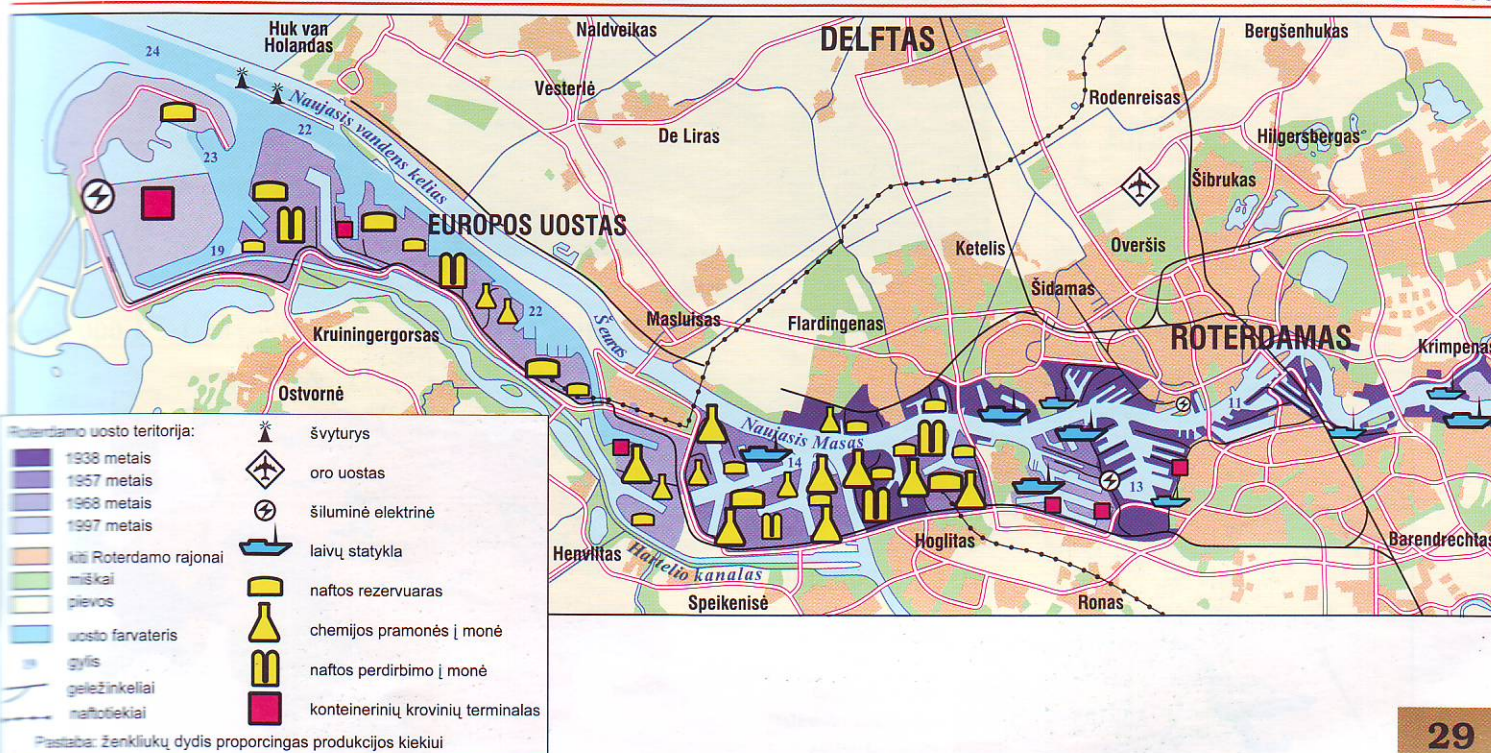 Huk van
Holandas
Naldveikas
DELFTAS
Bergšenhukas
24
Vesterlė
Rodenreisas
Naujasis vandens kelias
22
De Liras
Hilgersbergas
23
Šibrukas
EUROPOS UOSTAS
19
Ketelis
Overšis
Šidamas
22
Kruiningergorsas
Šeuras
Masluisas
Flardingenas
ROTERDAMAS
Krimpenas
Ostvornė
11
Naujasis Masas
14
13
Henvlitas
Hartelio kanalas
Hoglitas
Barendrechtas
Speikenisė
Ronas
Roterdamo uosto teritorija:
1938 metais
1957 metais
1968 metais
1997 metais
kiti Roterdamo rajonai
miškai
pievos
uosto farvateris
gylis
geležinkeliai
naftotiekiai
švyturys
oro uostas
šiluminė elektrinė
laivų statykla
naftos rezervuaras
chemijos pramonės į monė
naftos perdirbimo į monė
konteinerinių krovinių terminalas
Pastaba: ženkliukų dydis proporcingas produkcijos kiekiui
29